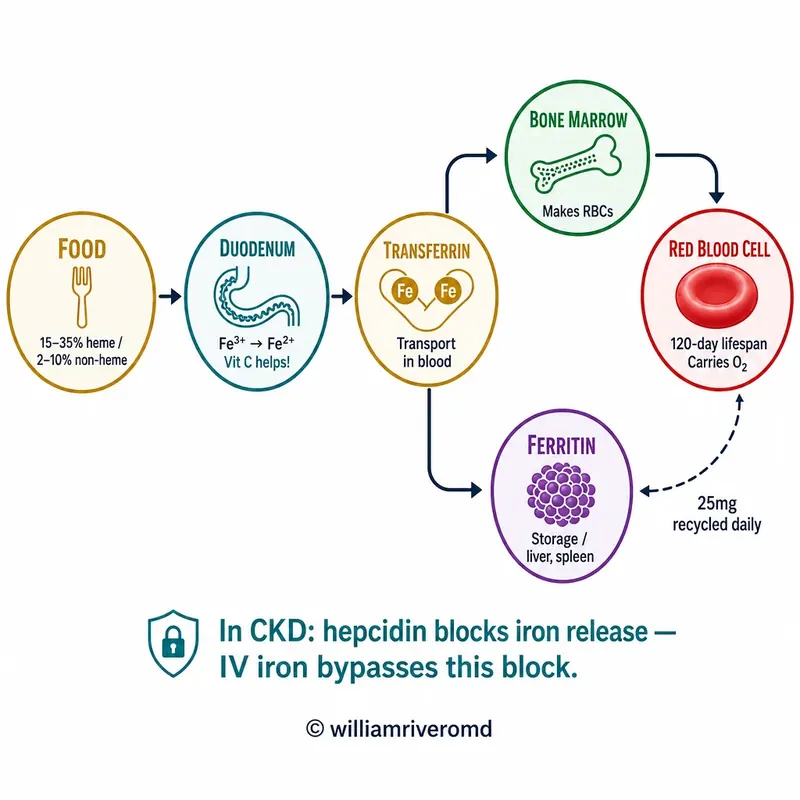 FOOD
15–35% heme /
2–10% non-heme
DUODENUM
Fe³⁺ → Fe²⁺
Vit C helps!
TRANSFERRIN
Fe Fe
Transport
in blood
BONE MARROW
Makes RBCs
RED BLOOD CELL
120-day lifespan
Carries O₂
FERRITIN
Storage /
liver, spleen
25mg
recycled daily
In CKD: hepcidin blocks iron release —
IV iron bypasses this block.
© williamriveromd